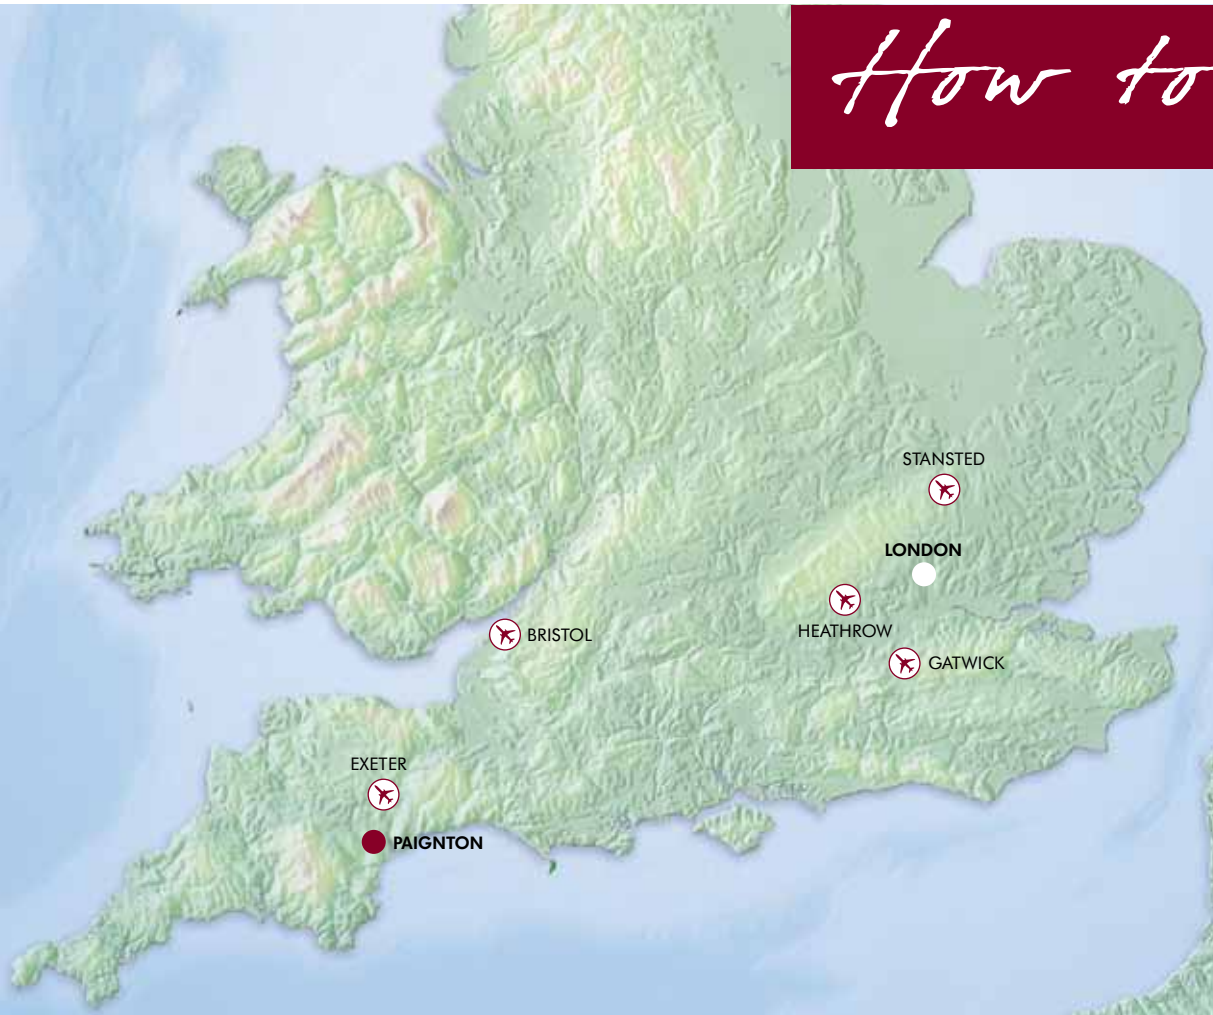 How to
STANSTED
LONDON
HEATHROW
BRISTOL
GATWICK
EXETER
PAIGNTON